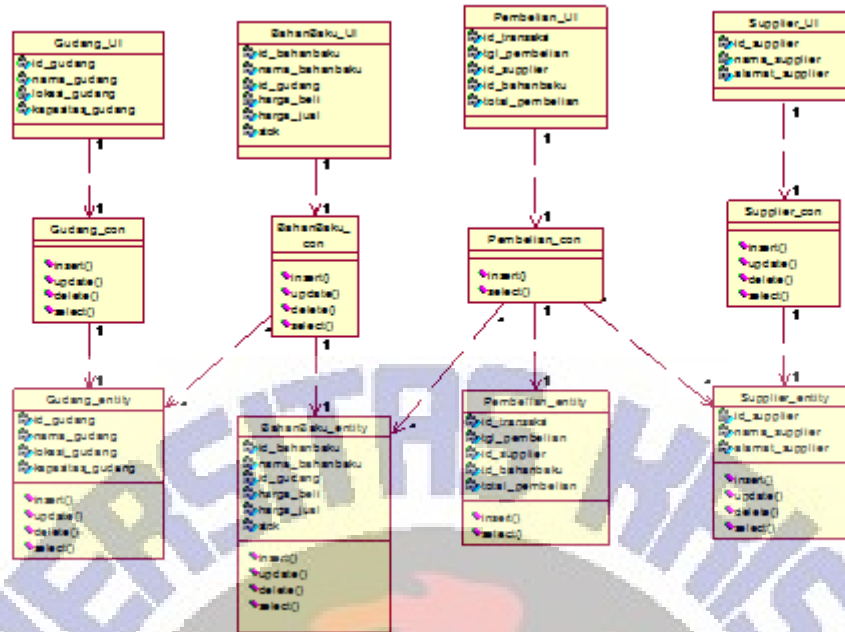 Gudang_UI
id_gudang
nama_gudang
lokasi_gudang
kapasitas_gudang
1
BahanBaku_UI
id_bahanbaku
nama_bahanbaku
id_gudang
harga_beli
harga_jual
stok
1
Pembelian_UI
id_transaksi
tgl_pembelian
id_supplier
id_bahanbaku
total_pembelian
1
Supplier_UI
id_supplier
nama_supplier
alamat_supplier
1
1
Gudang_con
insert()
update()
delete()
select()
1
1
BahanBaku_
con
insert()
update()
delete()
select()
1
1
Pembelian_con
insert()
select()
1
1
Supplier_con
insert()
update()
delete()
select()
1
1
Gudang_entity
id_gudang
nama_gudang
lokasi_gudang
kapasitas_gudang
insert()
update()
delete()
select()
1
BahanBaku_entity
id_bahanbaku
nama_bahanbaku
id_gudang
harga_beli
harga_jual
stok
insert()
update()
delete()
select()
1
Pembelian_entity
id_transaksi
tgl_pembelian
id_supplier
id_bahanbaku
total_pembelian
insert()
select()
1
Supplier_entity
id_supplier
nama_supplier
alamat_supplier
insert()
update()
delete()
select()